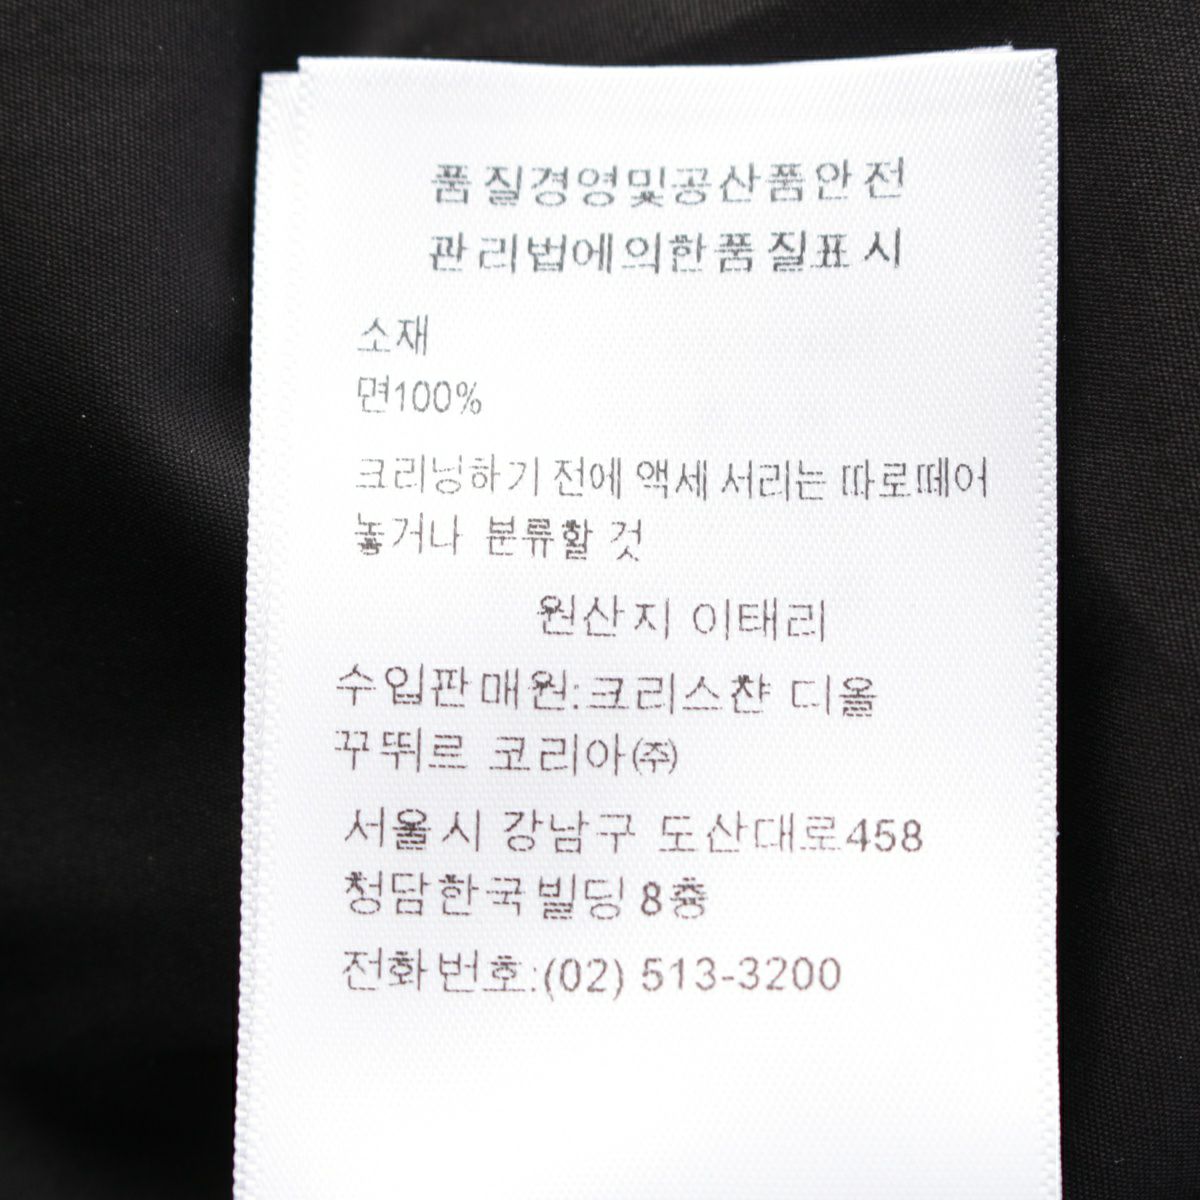 품질경영및공산품안전
관리법에의한품질표시
소재
면100%
크리닝하기 전에 액세서리는 따로떼어
놓거나 분류할 것
원산지 이태리
수입판매원:크리스챤 디올
꾸뛰르 코리아㈜
서울시 강남구 도산대로458
청담한국빌딩 8층
전화번호:(02) 513-3200